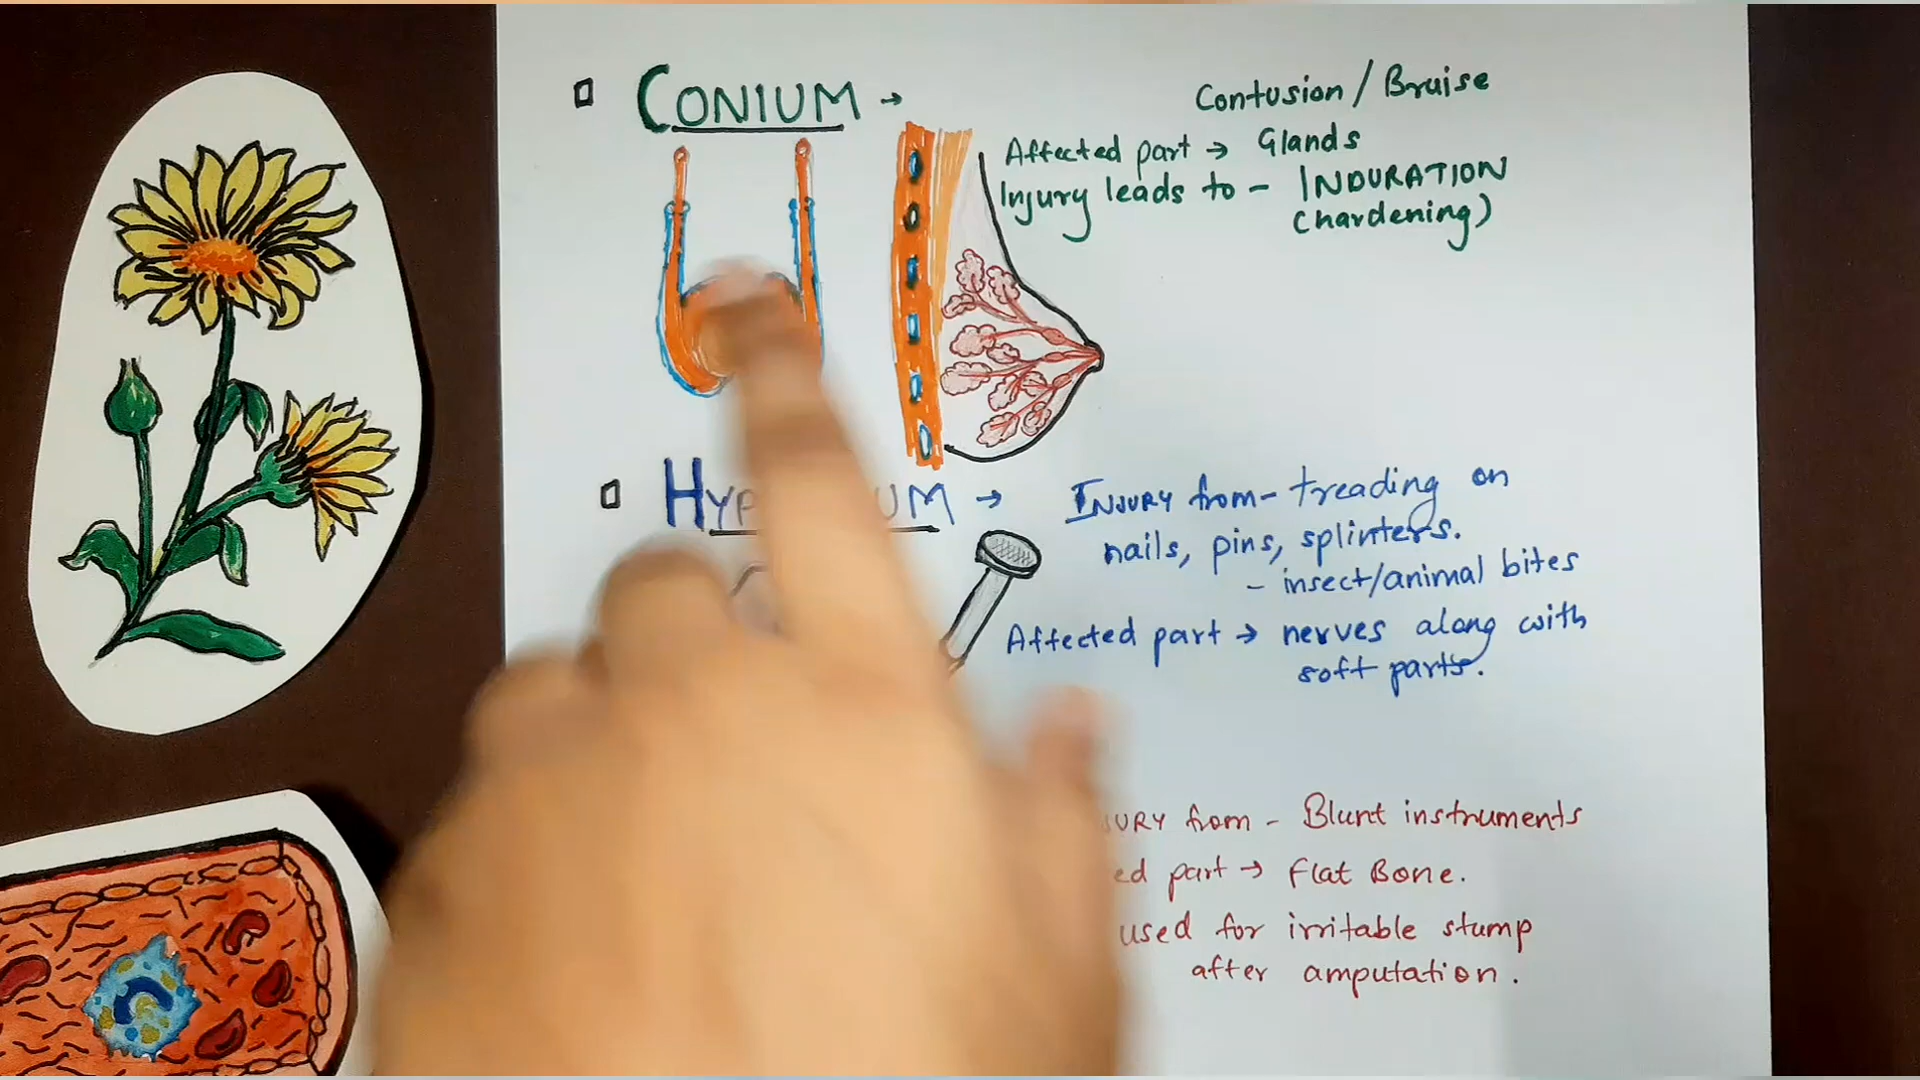 CONIUM →
Contusion / Bruise
Affected part → Glands
Injury leads to - INDURATION
(hardening)
→ INJURY from - treading on
nails, pins, splinters.
- insect/animal bites
Affected part → nerves along with
soft parts.
from - Blunt instruments
part → Flat Bone.
used for irritable stump
after amputation.